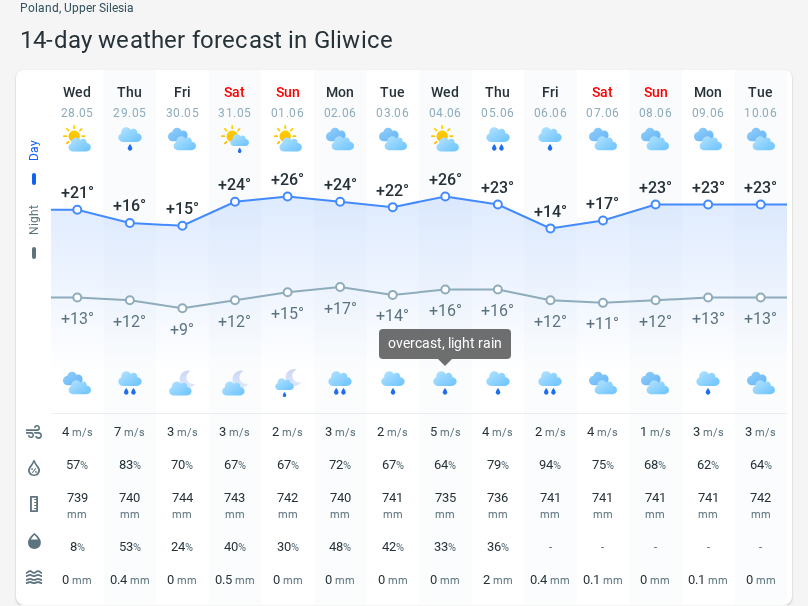 Poland, Upper Silesia
14-day weather forecast in Gliwice
Wed Thu Fri Sat Sun Mon Tue Wed Thu Fri Sat Sun Mon Tue
28.05 29.05 30.05 31.05 01.06 02.06 03.06 04.06 05.06 06.06 07.06 08.06 09.06 10.06
Day
+21° +16° +15° +24° +26° +24° +22° +26° +23° +14° +17° +23° +23° +23°
Night
+13° +12° +9° +12° +15° +17° +14° +16° +16° +12° +11° +12° +13° +13°
overcast, light rain
4 m/s 7 m/s 3 m/s 3 m/s 2 m/s 3 m/s 2 m/s 5 m/s 4 m/s 2 m/s 4 m/s 1 m/s 3 m/s 3 m/s
57% 83% 70% 67% 67% 72% 67% 64% 79% 94% 75% 68% 62% 64%
739 740 744 743 742 740 741 735 736 741 741 741 741 742
mm mm mm mm mm mm mm mm mm mm mm mm mm mm
8% 53% 24% 40% 30% 48% 42% 33% 36% - - - - -
0 mm 0.4 mm 0 mm 0.5 mm 0 mm 0 mm 0 mm 0 mm 2 mm 0.4 mm 0.1 mm 0 mm 0.1 mm 0 mm